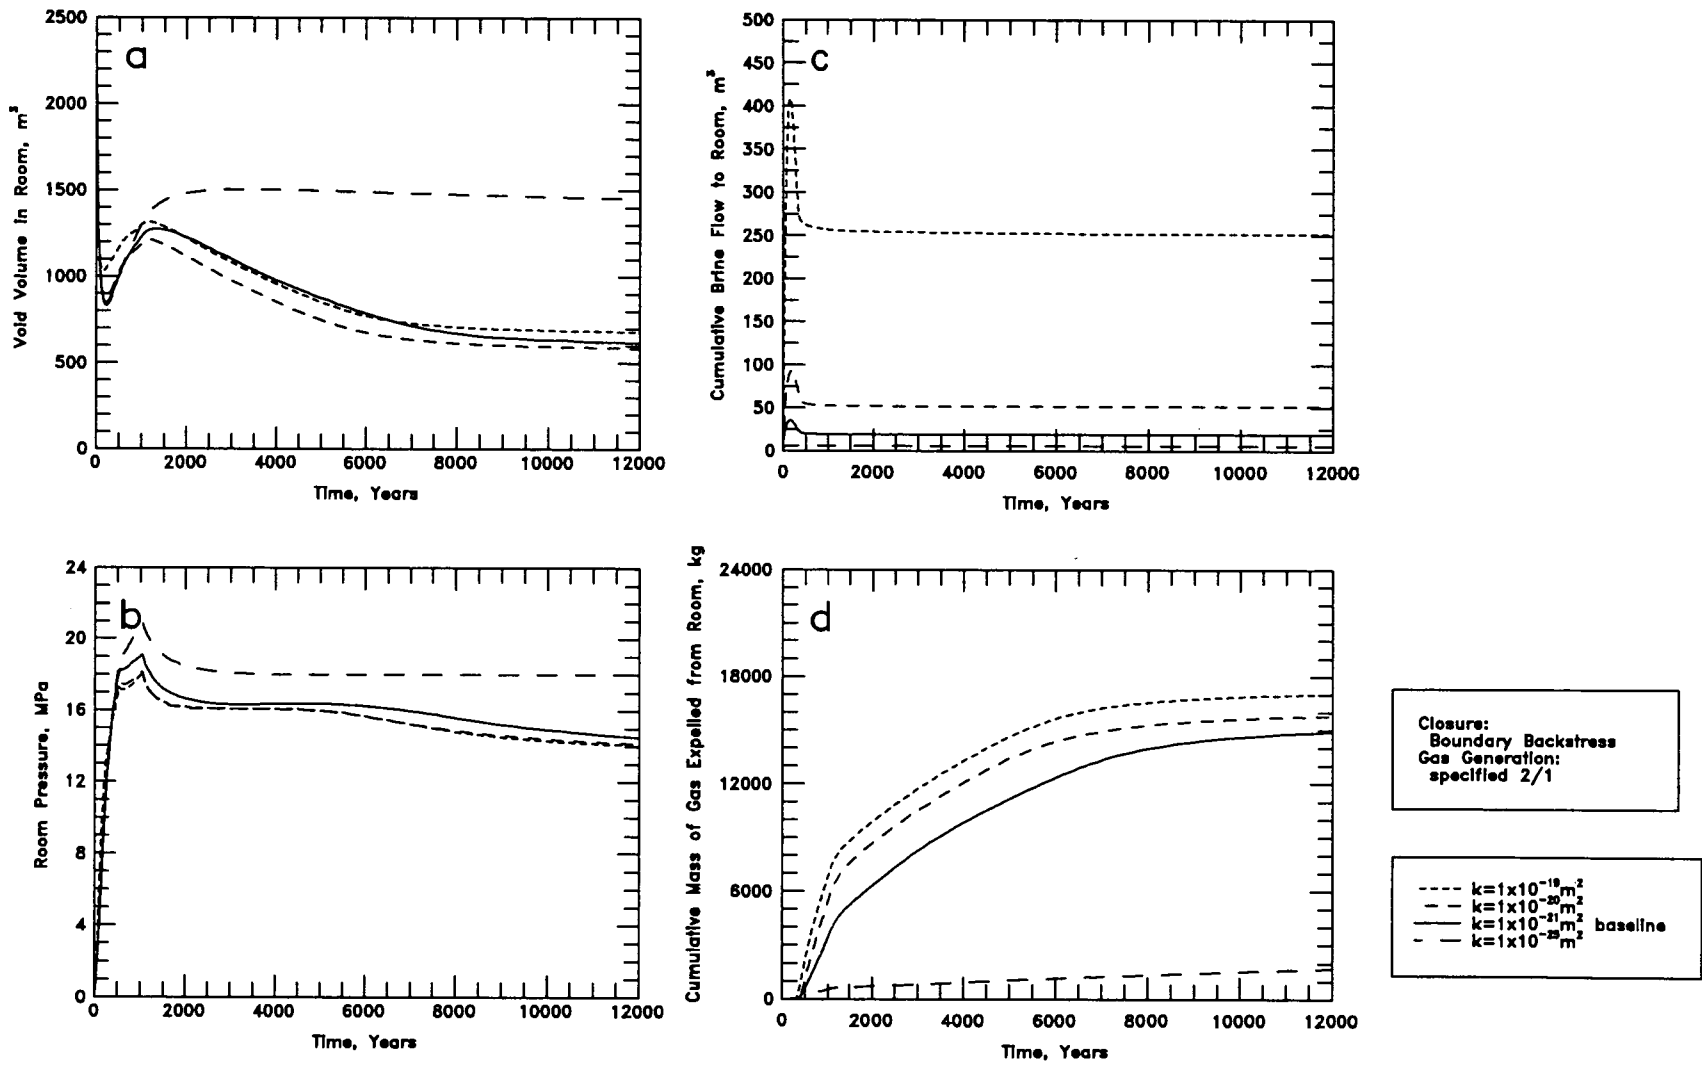 a
Void Volume in Room, m³
2500
2000
1500
1000
500
0
0 2000 4000 6000 8000 10000 12000
Time, Years
c
Cumulative Brine Flow to Room, m³
500
450
400
350
300
250
200
150
100
50
0
0 2000 4000 6000 8000 10000 12000
Time, Years
b
Room Pressure, MPa
24
20
16
12
8
4
0
0 2000 4000 6000 8000 10000 12000
Time, Years
d
Cumulative Mass of Gas Expelled from Room, kg
24000
18000
12000
6000
0
0 2000 4000 6000 8000 10000 12000
Time, Years
Closure:
Boundary Backstress
Gas Generation:
specified 2/1
k=1x10⁻¹⁹m²
k=1x10⁻²⁰m²
k=1x10⁻²¹m² baseline